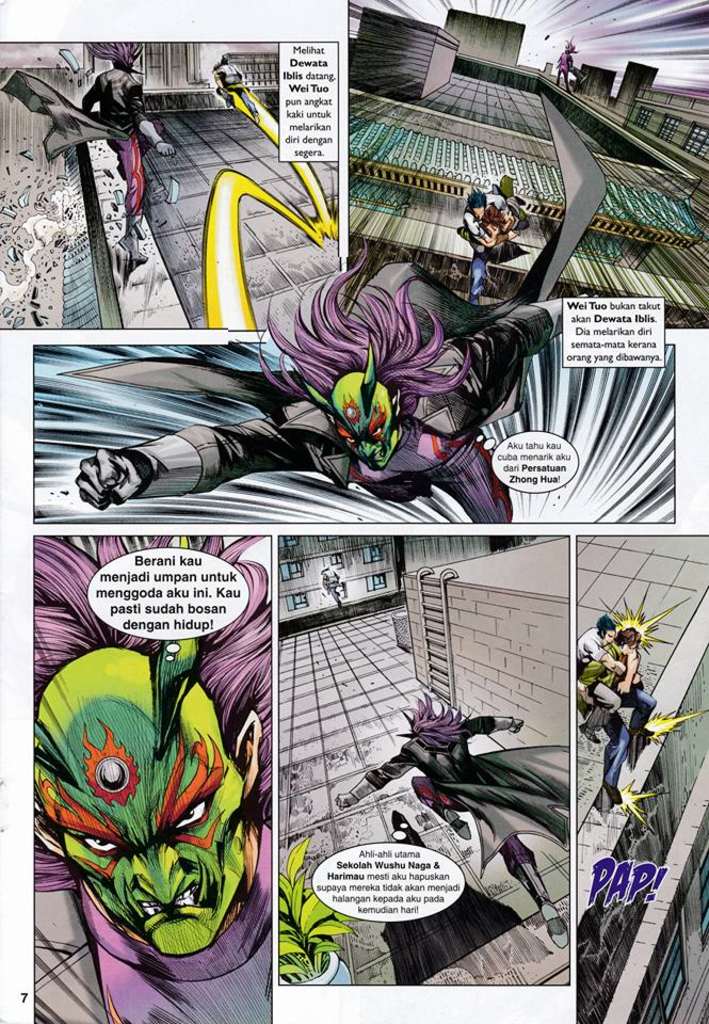 Melihat
Dewata
Iblis datang,
Wei Tuo
pun angkat
kaki untuk
melarikan
diri dengan
segera.
Wei Tuo bukan takut
akan Dewata Iblis.
Dia melarikan diri
semata-mata kerana
orang yang dibawanya.
Aku tahu kau
cuba menarik aku
dari Persatuan
Zhong Hua!
Berani kau
menjadi umpan untuk
menggoda aku ini. Kau
pasti sudah bosan
dengan hidup!
Ahli-ahli utama
Sekolah Wushu Naga &
Harimau mesti aku hapuskan
supaya mereka tidak akan menjadi
halangan kepada aku pada
kemudian hari!
PAP!
7